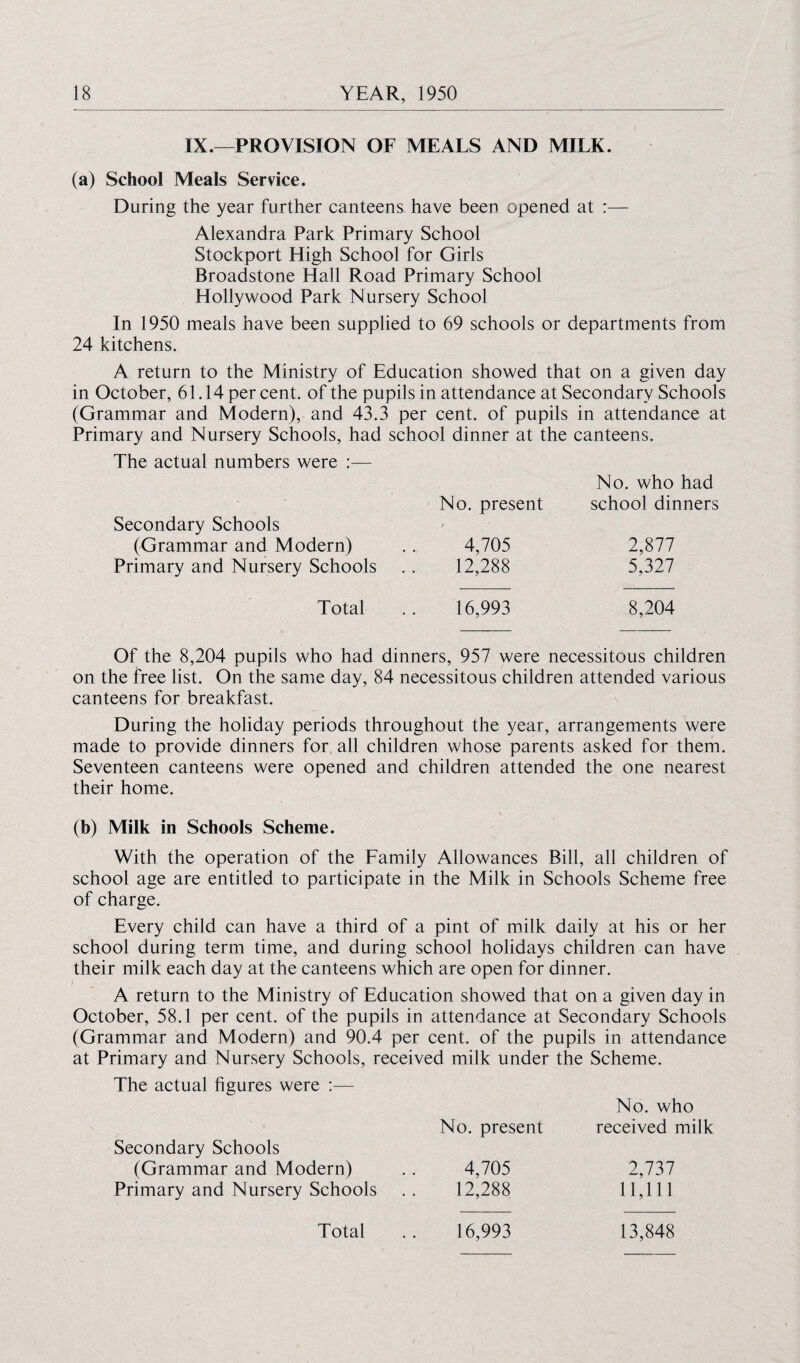 18 YEAR, 1950
IX.—PROVISION OF MEALS AND MILK.
(a) School Meals Service.
During the year further canteens have been opened at :—
Alexandra Park Primary School
Stockport High School for Girls
Broadstone Hall Road Primary School
Hollywood Park Nursery School
In 1950 meals have been supplied to 69 schools or departments from
24 kitchens.
A return to the Ministry of Education showed that on a given day
in October, 61.14 per cent. of the pupils in attendance at Secondary Schools
(Grammar and Modern), and 43.3 per cent. of pupils in attendance at
Primary and Nursery Schools, had school dinner at the canteens.
The actual numbers were :—
No. who had
No. present school dinners
Secondary Schools
(Grammar and Modern) .. 4,705 2,877
Primary and Nursery Schools .. 12,288 5,327
Total .. 16,993 8,204
Of the 8,204 pupils who had dinners, 957 were necessitous children
on the free list. On the same day, 84 necessitous children attended various
canteens for breakfast.
During the holiday periods throughout the year, arrangements were
made to provide dinners for all children whose parents asked for them.
Seventeen canteens were opened and children attended the one nearest
their home.
(b) Milk in Schools Scheme.
With the operation of the Family Allowances Bill, all children of
school age are entitled to participate in the Milk in Schools Scheme free
of charge.
Every child can have a third of a pint of milk daily at his or her
school during term time, and during school holidays children can have
their milk each day at the canteens which are open for dinner.
A return to the Ministry of Education showed that on a given day in
October, 58.1 per cent. of the pupils in attendance at Secondary Schools
(Grammar and Modern) and 90.4 per cent. of the pupils in attendance
at Primary and Nursery Schools, received milk under the Scheme.
The actual figures were :—
No. who
No. present received milk
Secondary Schools
(Grammar and Modern) .. 4,705 2,737
Primary and Nursery Schools .. 12,288 11,111
Total .. 16,993 13,848